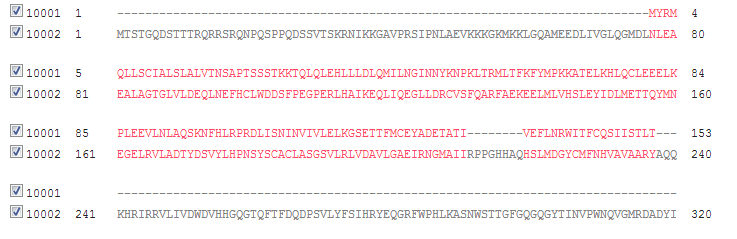 10001 1 ----------------------------------------------------------------------------MYRM 4
10002 1 MTSTGQDSTTTRQRRSRQNPQSPPQDSSVTSKRNIKKGAVPRSIPNLAEVKKKGKMKKLGQAMEEDLIVGLQGMDLNLEA 80
10001 5 QLLSCIALSLALVTNSAPTSSSTKKTQLQLEHLLLDLQMILNGINNYKNPKLTRMLTFKFYMPKKATELKHLQCLEEELK 84
10002 81 EALAGTGLVLDEQLNEFHCLWDDSFPEGPERLHAIKEQLIQEGLLDRCVSFQARFAEKEELMLVHSLEYIDLMETTQYMN 160
10001 85 PLEEVLNLAQSKNFHLRPRDLISNINVIVLELKGSETTFMCEYADETATI--------VEFLNRWITFCQSIISTLT--- 153
10002 161 EGELRVLADTYDSVYLHPNSYSCACLASGSVLRLVDAVLGAEIRNGMAIIRPPGHHAQHSLMDGYCMFNHVAVAARYAQQ 240
10001 --------------------------------------------------------------------------------
10002 241 KHRIRRVLIVDWDVHHGQGTQFTFDQDPSVLYFSIHRYEQGRFWPHLKASNWSTTGFGQGQGYTINVPWNQVGMRDADYI 320